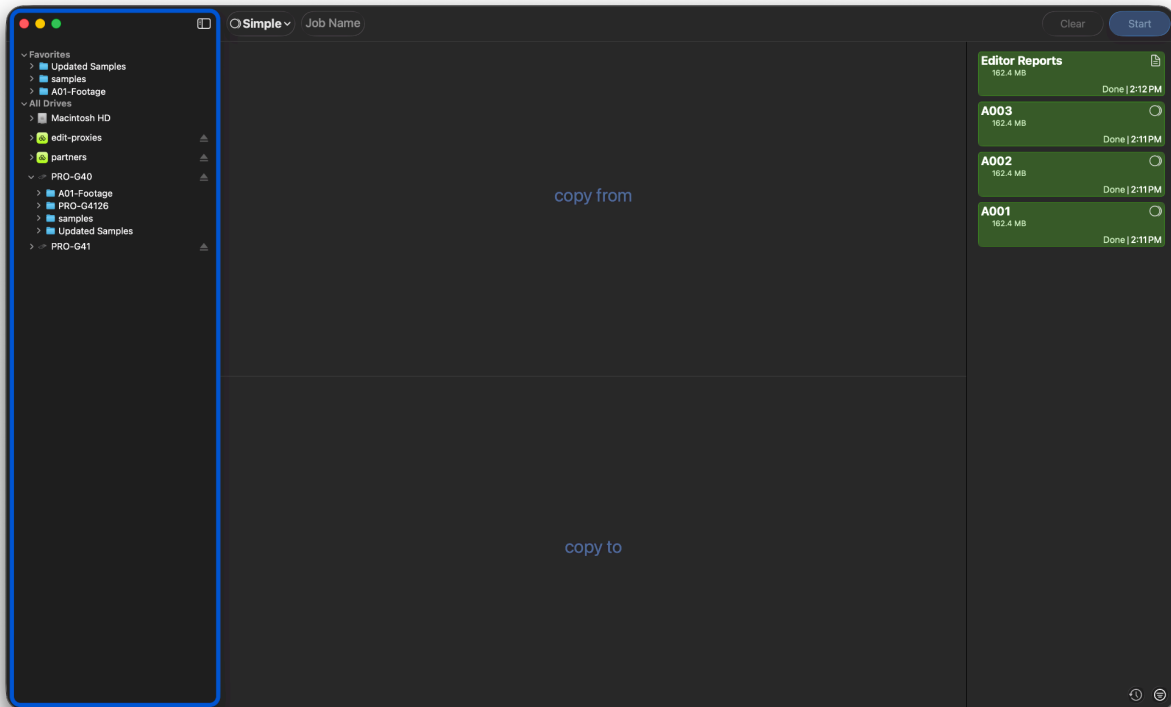 Simple
Job Name
Clear
Start
Favorites
Updated Samples
samples
A01-Footage
All Drives
Macintosh HD
edit-proxies
partners
PRO-G40
A01-Footage
PRO-G4126
samples
Updated Samples
PRO-G41
copy from
copy to
Editor Reports
162.4 MB
Done | 2:12 PM
A003
162.4 MB
Done | 2:11 PM
A002
162.4 MB
Done | 2:11 PM
A001
162.4 MB
Done | 2:11 PM